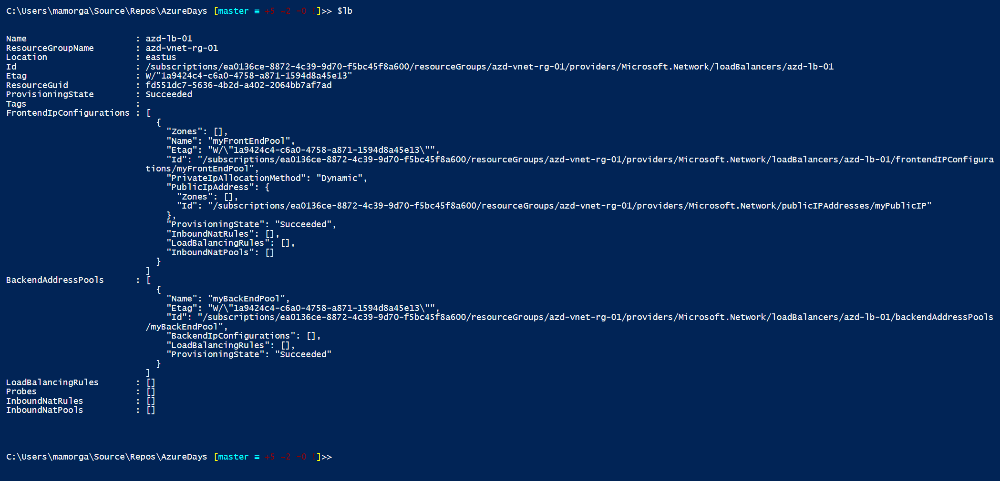 C:\Users\mamorga\Source\Repos\AzureDays [master ≡ +5 ~2 -0 !]>> $lb
Name                     : azd-lb-01
ResourceGroupName        : azd-vnet-rg-01
Location                 : eastus
Id                       : /subscriptions/ea0136ce-8872-4c39-9d70-f5bc45f8a600/resourceGroups/azd-vnet-rg-01/providers/Microsoft.Network/loadBalancers/azd-lb-01
Etag                     : W/"1a9424c4-c6a0-4758-a871-1594d8a45e13"
ResourceGuid             : fd551dc7-5636-4b2d-a402-2064bb7af7ad
ProvisioningState        : Succeeded
Tags                     :
FrontendIpConfigurations : [
                             {
                               "Zones": [],
                               "Name": "myFrontEndPool",
                               "Etag": "W/\"1a9424c4-c6a0-4758-a871-1594d8a45e13\"",
                               "Id": "/subscriptions/ea0136ce-8872-4c39-9d70-f5bc45f8a600/resourceGroups/azd-vnet-rg-01/providers/Microsoft.Network/loadBalancers/azd-lb-01/frontendIPConfigura
                           tions/myFrontEndPool",
                               "PrivateIpAllocationMethod": "Dynamic",
                               "PublicIpAddress": {
                                 "Zones": [],
                                 "Id": "/subscriptions/ea0136ce-8872-4c39-9d70-f5bc45f8a600/resourceGroups/azd-vnet-rg-01/providers/Microsoft.Network/publicIPAddresses/myPublicIP"
                               },
                               "ProvisioningState": "Succeeded",
                               "InboundNatRules": [],
                               "LoadBalancingRules": [],
                               "InboundNatPools": []
                             }
                           ]
BackendAddressPools      : [
                             {
                               "Name": "myBackEndPool",
                               "Etag": "W/\"1a9424c4-c6a0-4758-a871-1594d8a45e13\"",
                               "Id": "/subscriptions/ea0136ce-8872-4c39-9d70-f5bc45f8a600/resourceGroups/azd-vnet-rg-01/providers/Microsoft.Network/loadBalancers/azd-lb-01/backendAddressPools
                           /myBackEndPool",
                               "BackendIpConfigurations": [],
                               "LoadBalancingRules": [],
                               "ProvisioningState": "Succeeded"
                             }
                           ]
LoadBalancingRules       : []
Probes                   : []
InboundNatRules          : []
InboundNatPools          : []
C:\Users\mamorga\Source\Repos\AzureDays [master ≡ +5 ~2 -0 !]>>